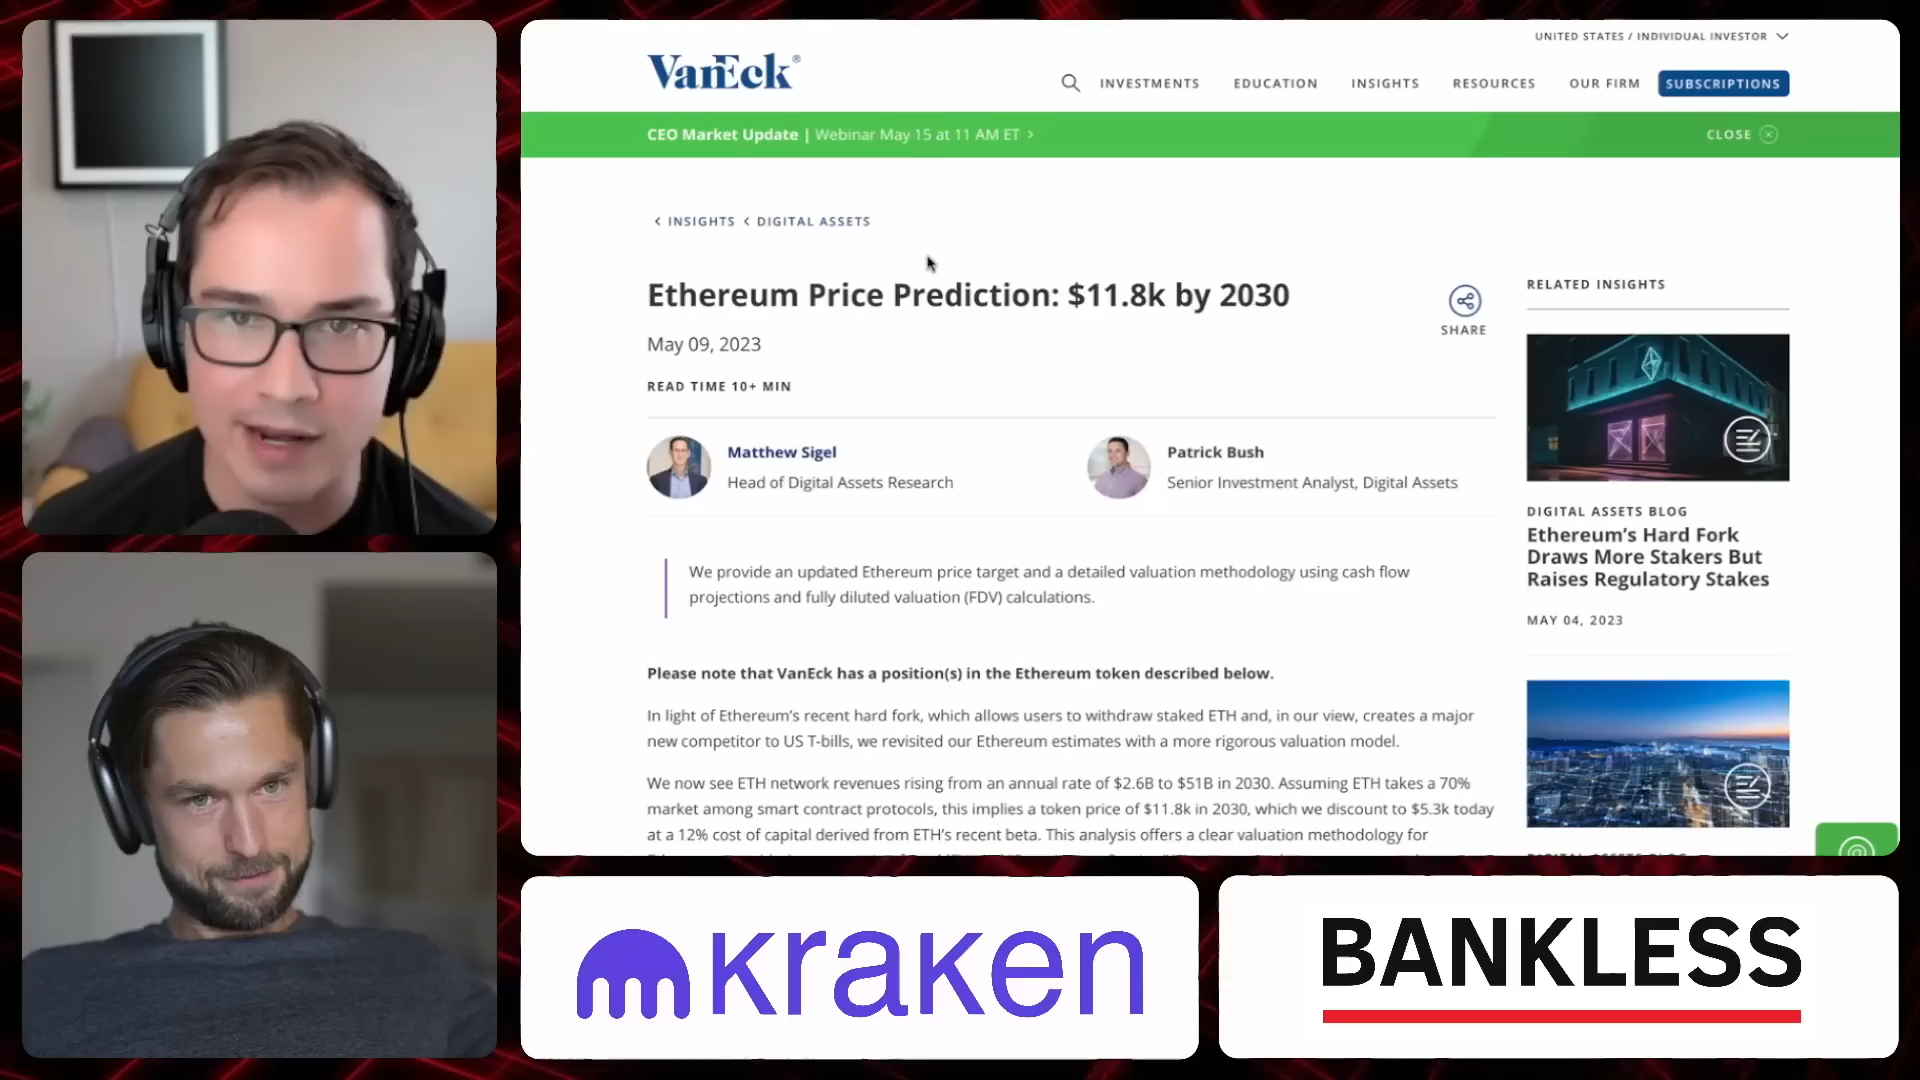 VanEck®
UNITED STATES / INDIVIDUAL INVESTOR
INVESTMENTS EDUCATION INSIGHTS RESOURCES OUR FIRM SUBSCRIPTIONS
CEO Market Update | Webinar May 15 at 11 AM ET >
CLOSE
< INSIGHTS < DIGITAL ASSETS
Ethereum Price Prediction: $11.8k by 2030
May 09, 2023
READ TIME 10+ MIN
SHARE
Matthew Sigel
Head of Digital Assets Research
Patrick Bush
Senior Investment Analyst, Digital Assets
We provide an updated Ethereum price target and a detailed valuation methodology using cash flow
projections and fully diluted valuation (FDV) calculations.
Please note that VanEck has a position(s) in the Ethereum token described below.
In light of Ethereum's recent hard fork, which allows users to withdraw staked ETH and, in our view, creates a major
new competitor to US T-bills, we revisited our Ethereum estimates with a more rigorous valuation model.
We now see ETH network revenues rising from an annual rate of $2.6B to $51B in 2030. Assuming ETH takes a 70%
market among smart contract protocols, this implies a token price of $11.8k in 2030, which we discount to $5.3k today
at a 12% cost of capital derived from ETH's recent beta. This analysis offers a clear valuation methodology for
RELATED INSIGHTS
DIGITAL ASSETS BLOG
Ethereum's Hard Fork
Draws More Stakers But
Raises Regulatory Stakes
MAY 04, 2023
kraken
BANKLESS